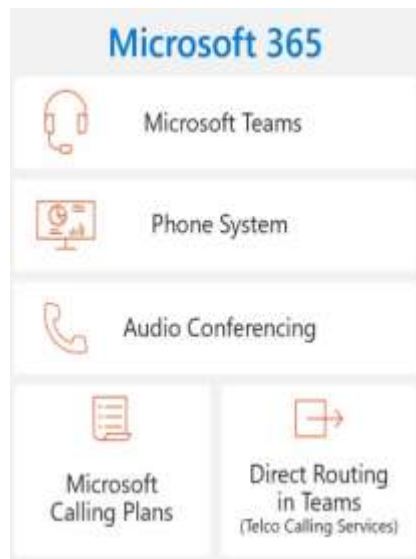 Microsoft 365
Microsoft Teams
Phone System
Audio Conferencing
Microsoft
Calling Plans
Direct Routing
in Teams
(Telco Calling Services)